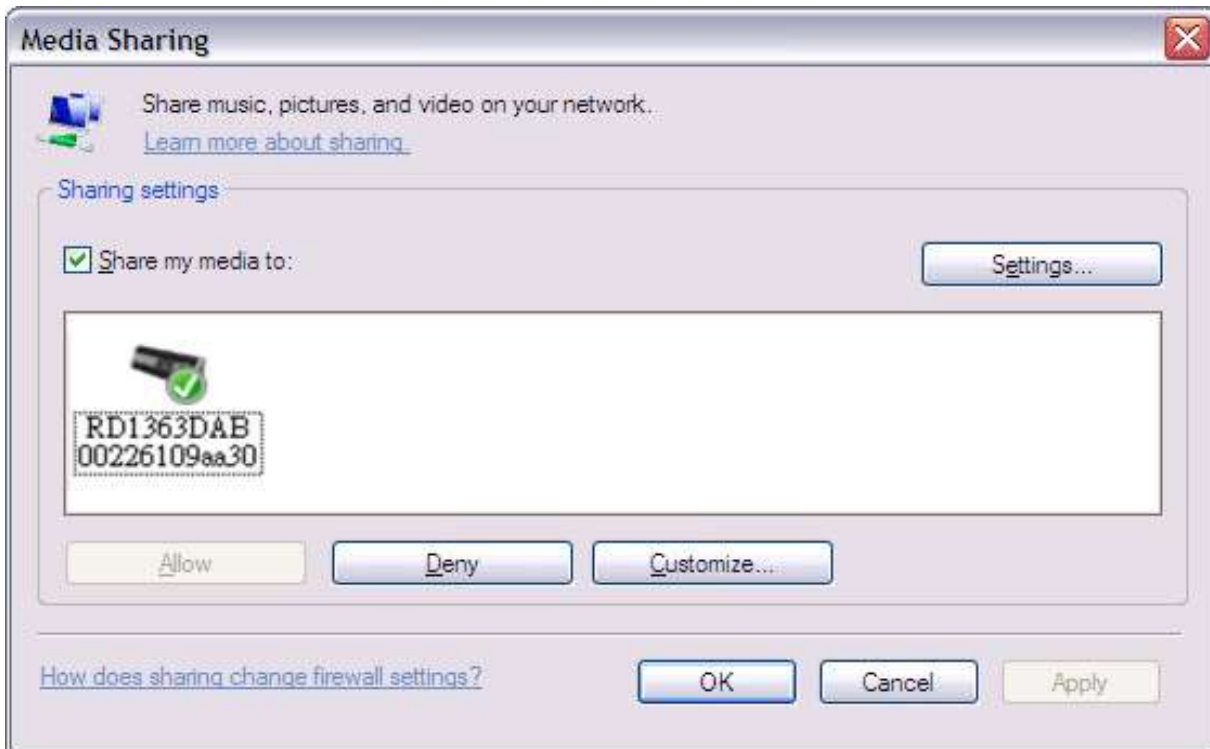 Media Sharing
Share music, pictures, and video on your network.
Learn more about sharing.
Sharing settings
Share my media to:
Settings...
RD1363DAB
00226109aa30
Allow
Deny
Customize...
How does sharing change firewall settings?
OK
Cancel
Apply